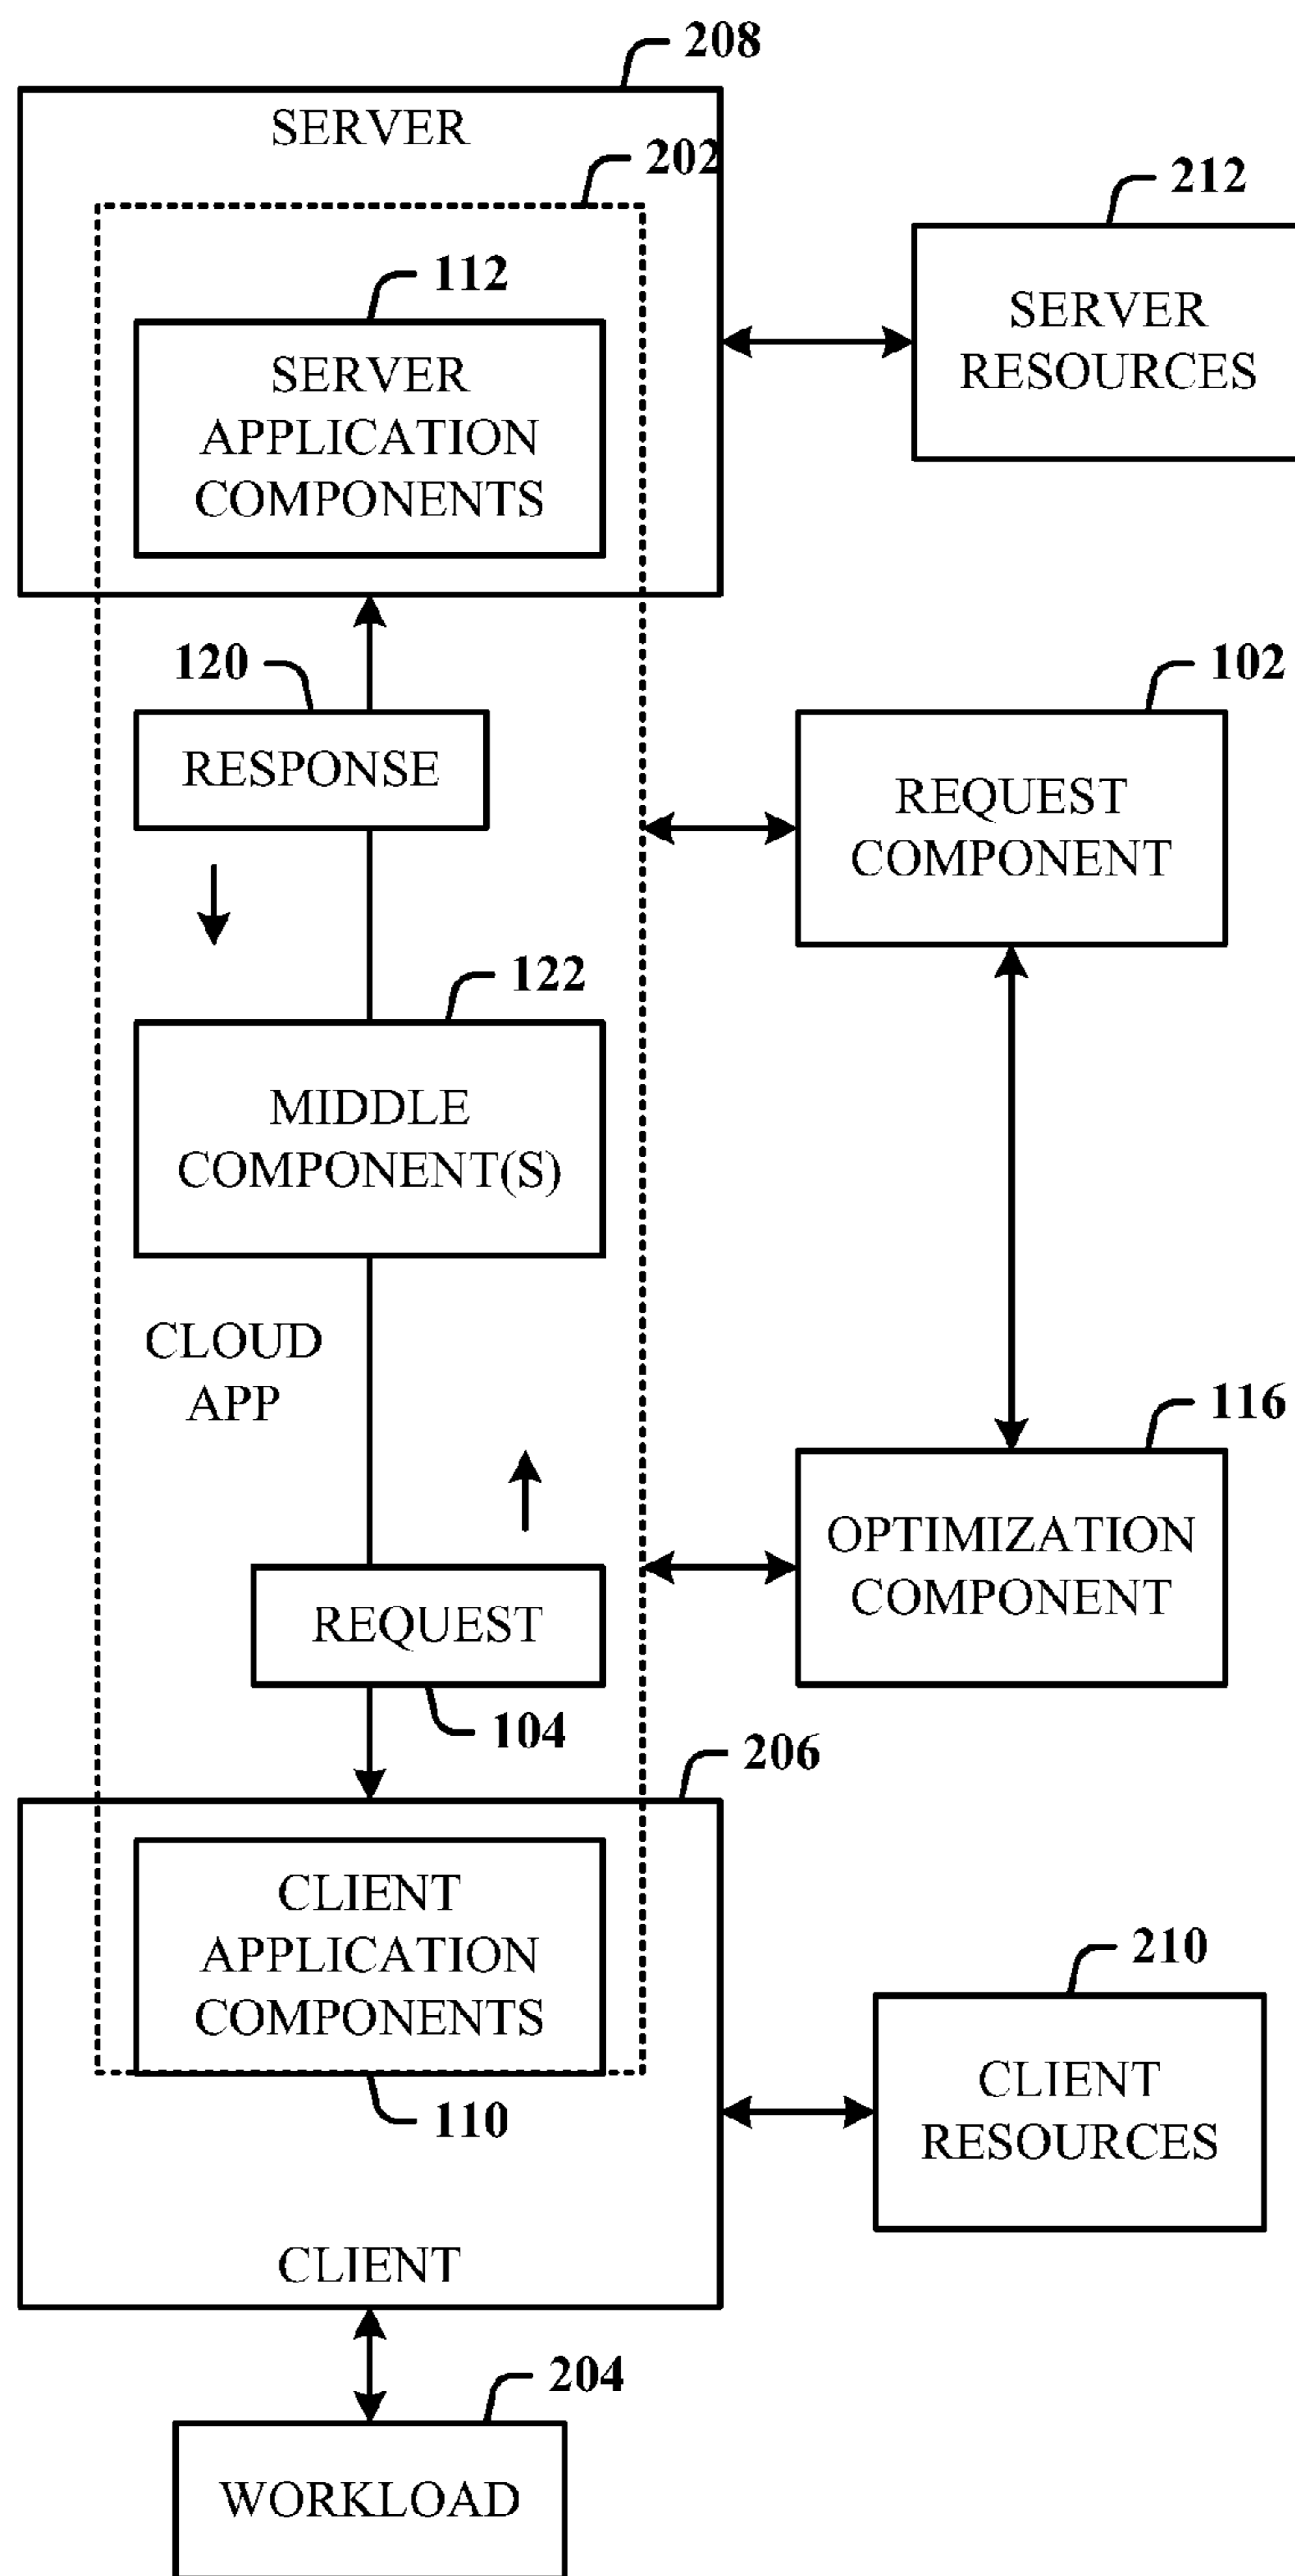 208
SERVER
202
212
112
SERVER
RESOURCES
SERVER
APPLICATION
COMPONENTS
120
102
RESPONSE
REQUEST
COMPONENT
122
MIDDLE
COMPONENT(S)
CLOUD
APP
116
OPTIMIZATION
COMPONENT
REQUEST
104
206
CLIENT
APPLICATION
COMPONENTS
210
110
CLIENT
RESOURCES
CLIENT
204
WORKLOAD